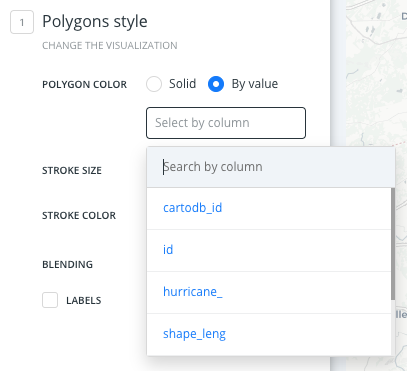 1 Polygons style
CHANGE THE VISUALIZATION
POLYGON COLOR Solid By value
Select by column
Search by column
STROKE SIZE
cartodb_id
STROKE COLOR
id
BLENDING
hurricane_
LABELS
shape_leng